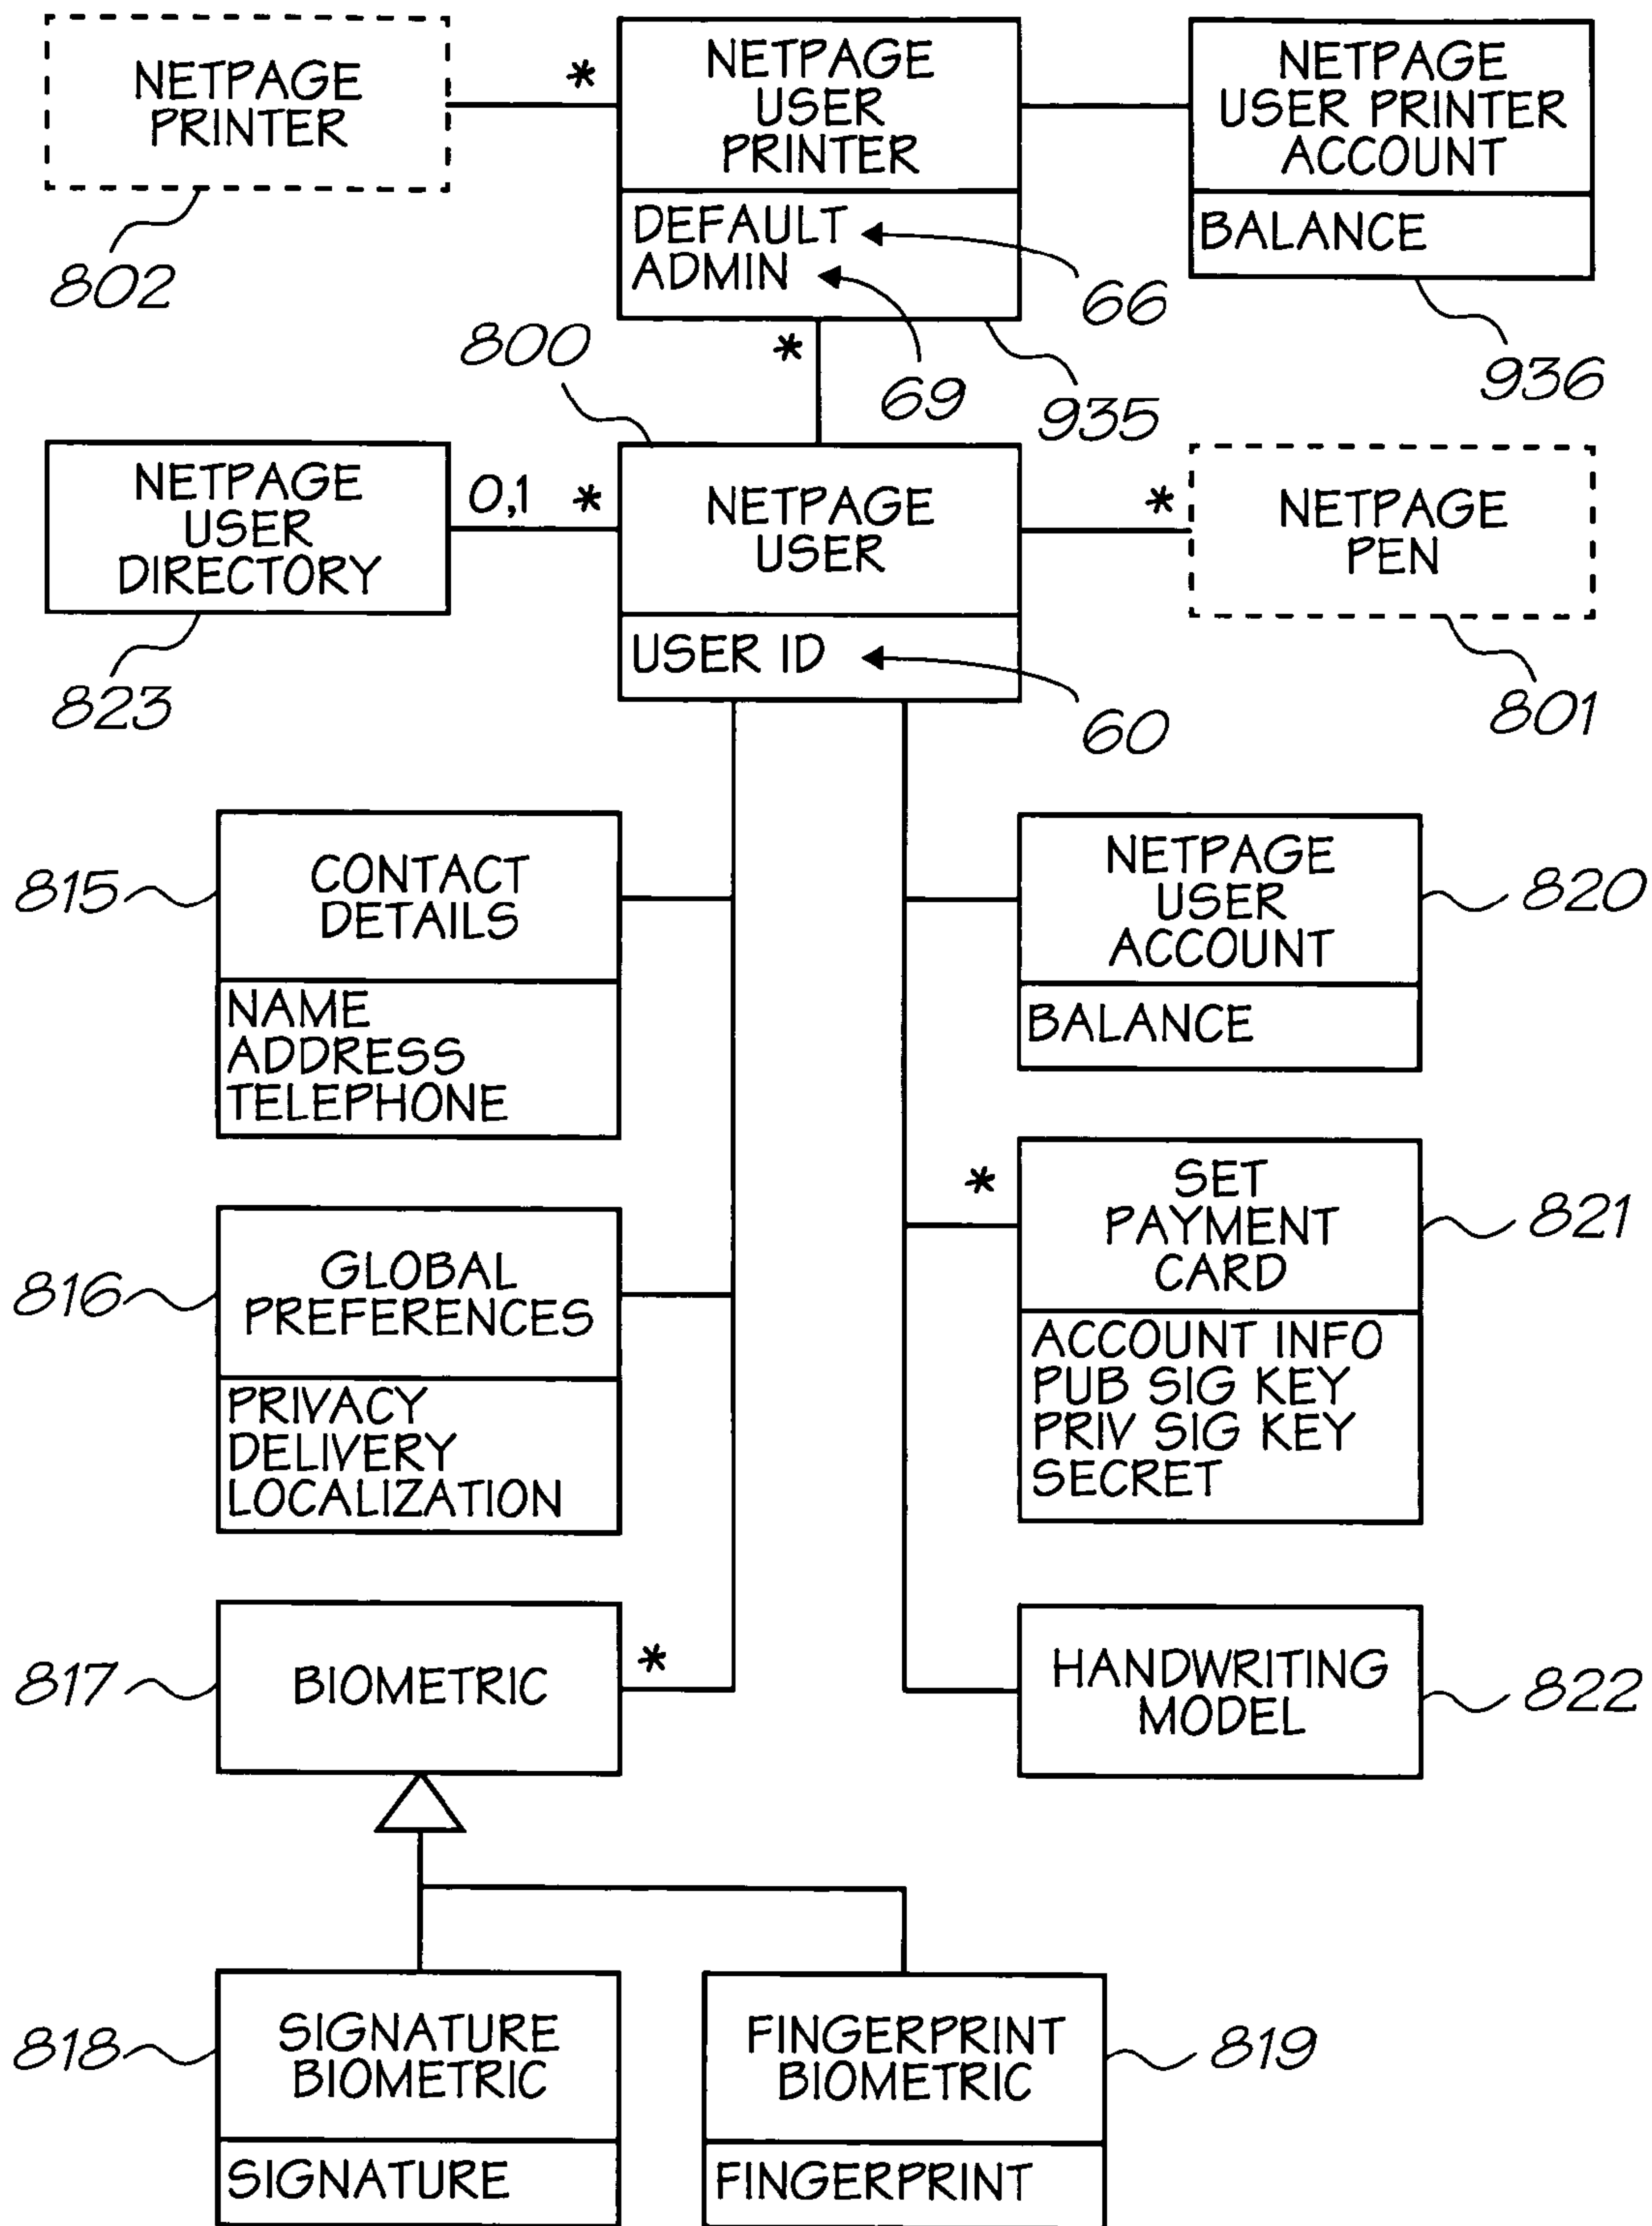 NETPAGE
PRINTER
802
*
NETPAGE
USER
PRINTER
DEFAULT
ADMIN
66
69
935
NETPAGE
USER PRINTER
ACCOUNT
BALANCE
936
*
800
NETPAGE
USER
DIRECTORY
823
0,1 *
NETPAGE
USER
USER ID
60
*
NETPAGE
PEN
801
815
CONTACT
DETAILS
NAME
ADDRESS
TELEPHONE
NETPAGE
USER
ACCOUNT
BALANCE
820
816
GLOBAL
PREFERENCES
PRIVACY
DELIVERY
LOCALIZATION
*
SET
PAYMENT
CARD
ACCOUNT INFO
PUB SIG KEY
PRIV SIG KEY
SECRET
821
817
BIOMETRIC
*
HANDWRITING
MODEL
822
818
SIGNATURE
BIOMETRIC
SIGNATURE
FINGERPRINT
BIOMETRIC
FINGERPRINT
819